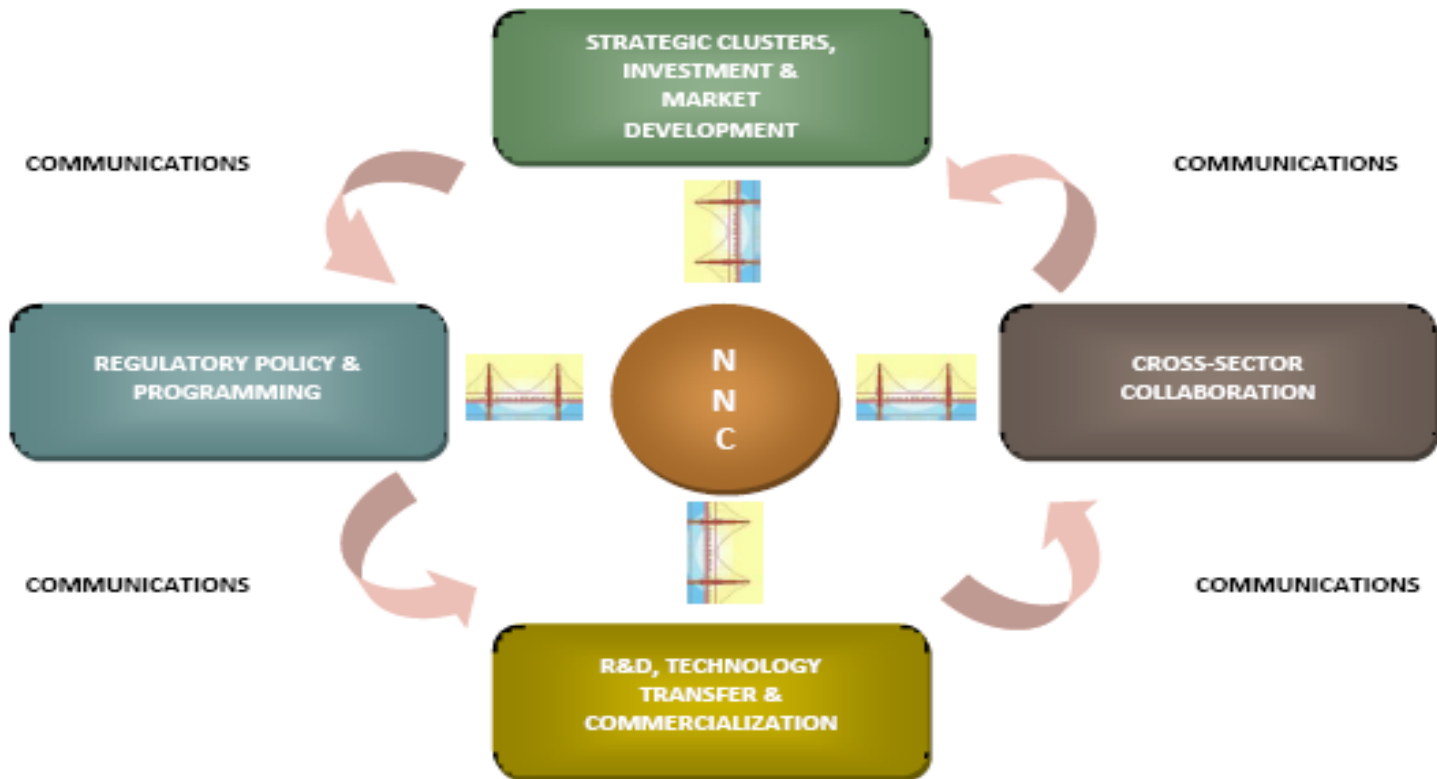 STRATEGIC CLUSTERS,
INVESTMENT &
MARKET
DEVELOPMENT
COMMUNICATIONS
COMMUNICATIONS
REGULATORY POLICY &
PROGRAMMING
N
N
C
CROSS-SECTOR
COLLABORATION
COMMUNICATIONS
COMMUNICATIONS
R&D, TECHNOLOGY
TRANSFER &
COMMERCIALIZATION